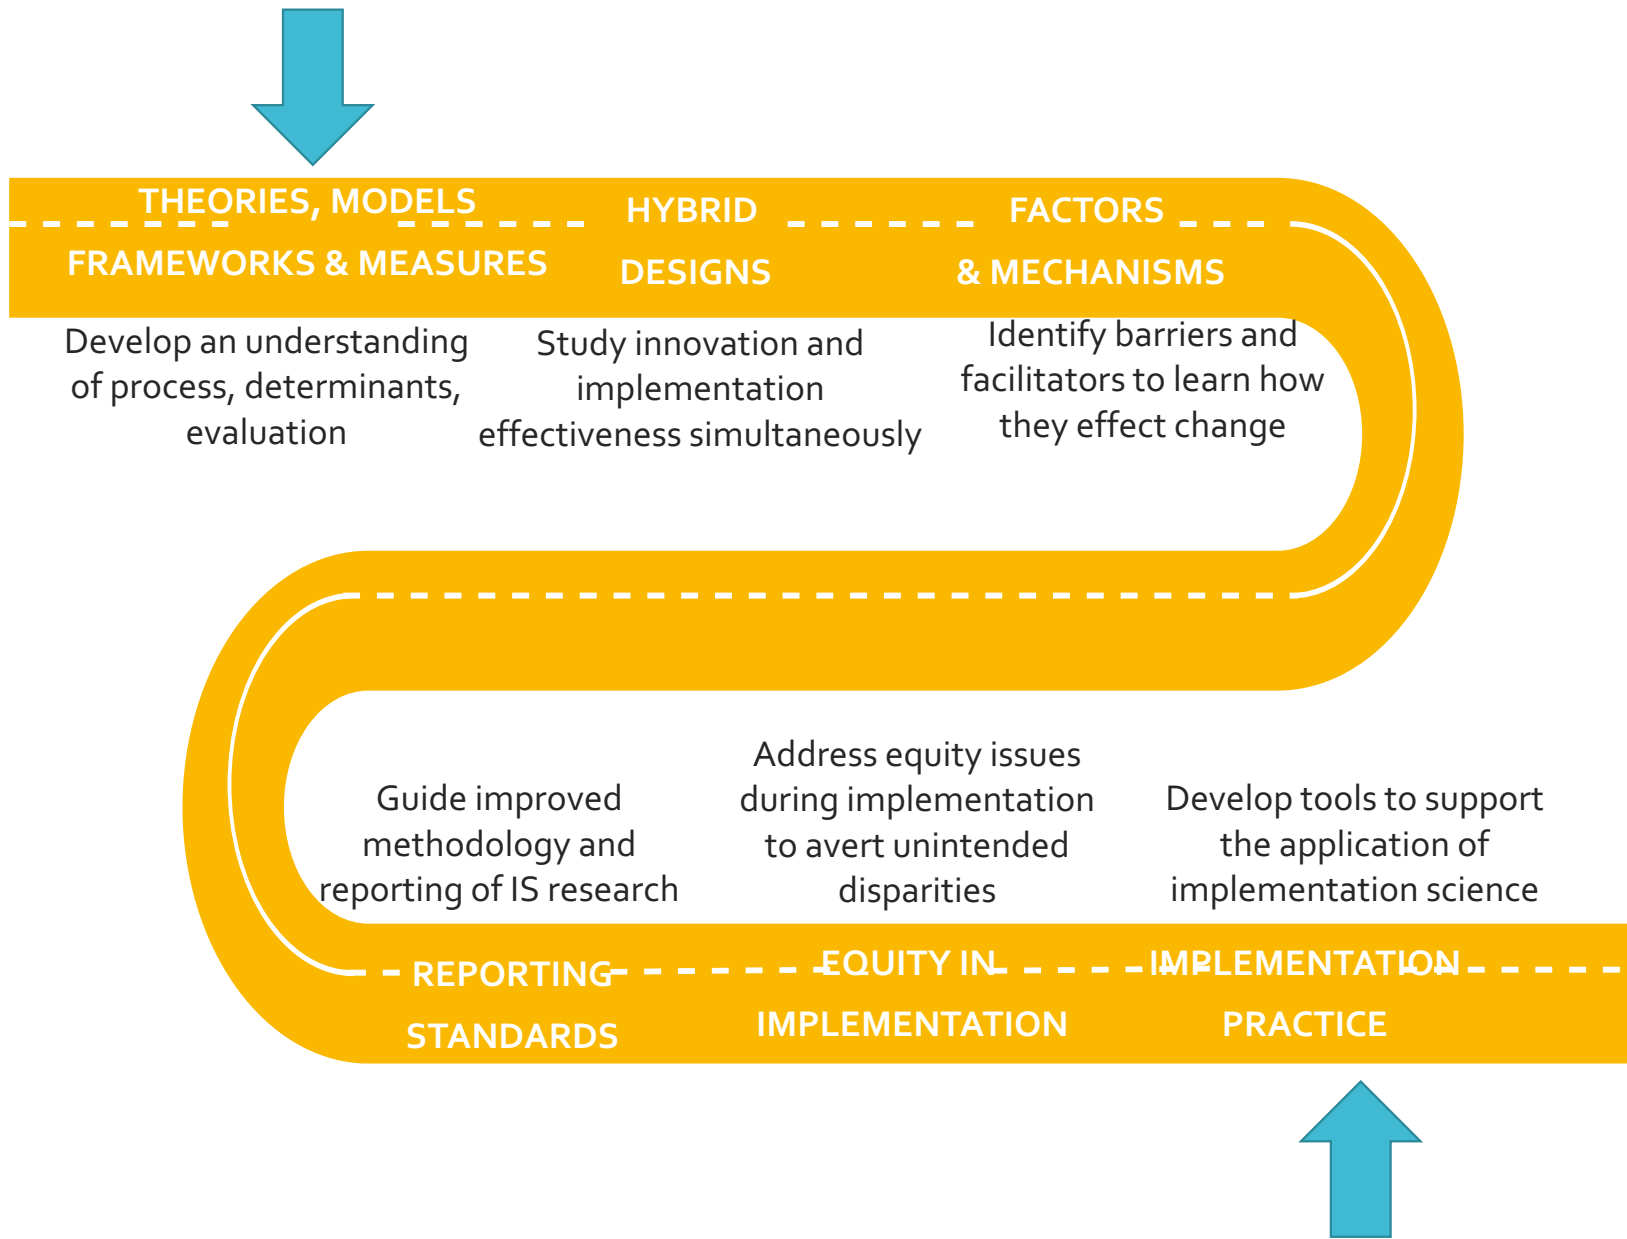 THEORIES, MODELS
FRAMEWORKS & MEASURES
HYBRID
DESIGNS
FACTORS
& MECHANISMS
Develop an understanding
of process, determinants,
evaluation
Study innovation and
implementation
effectiveness simultaneously
Identify barriers and
facilitators to learn how
they effect change
Guide improved
methodology and
reporting of IS research
Address equity issues
during implementation
to avert unintended
disparities
Develop tools to support
the application of
implementation science
REPORTING
STANDARDS
EQUITY IN
IMPLEMENTATION
IMPLEMENTATION
PRACTICE